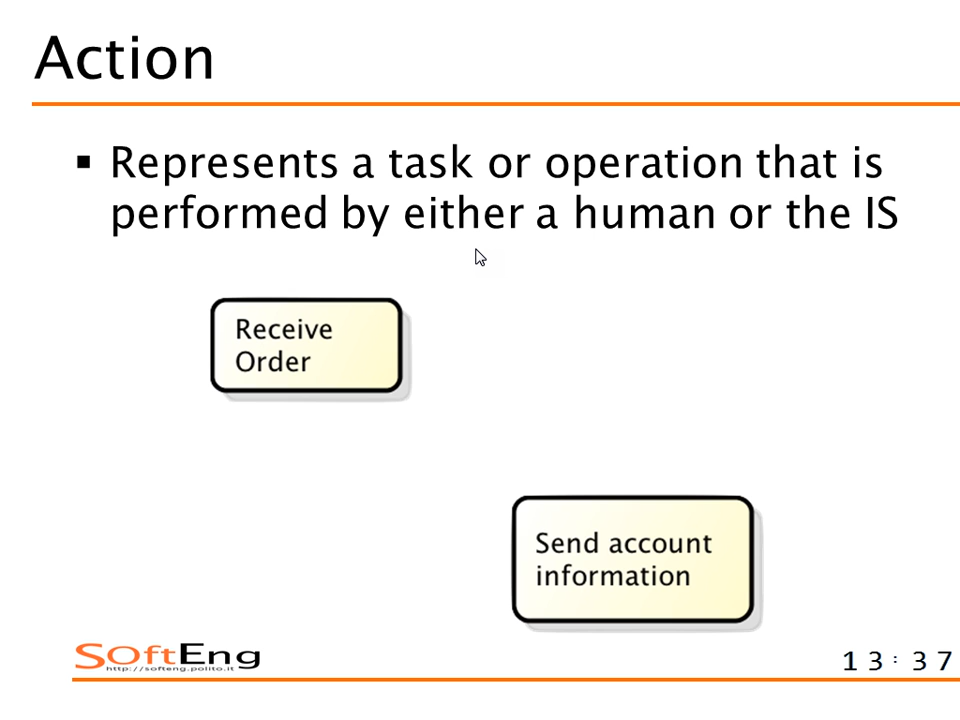 Action
▪ Represents a task or operation that is
performed by either a human or the IS
Receive
Order
Send account
information
SOftEng
http://softeng.polito.it
13:37